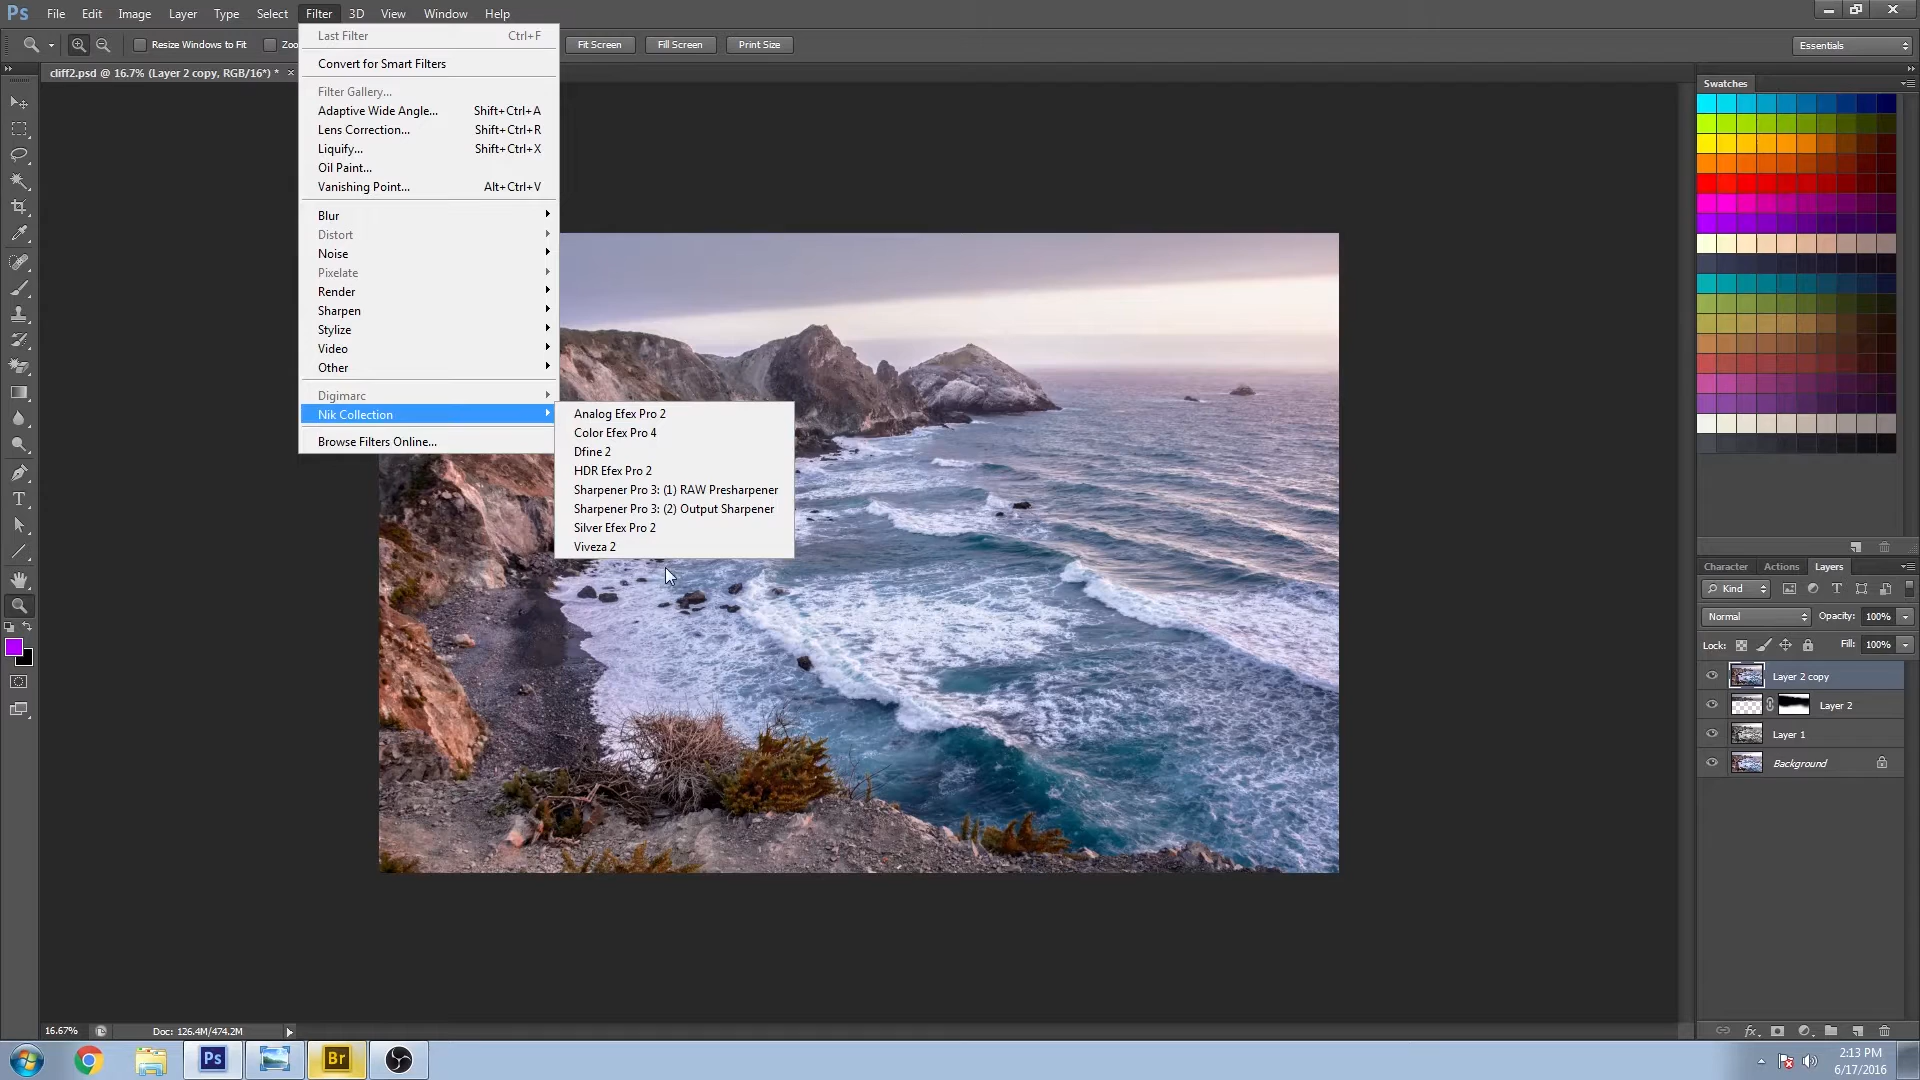 Ps File Edit Image Layer Type Select Filter 3D View Window Help
Resize Windows to Fit Zoo Fit Screen Fill Screen Print Size Essentials
cliff2.psd @ 16.7% (Layer 2 copy, RGB/16*) *
Last Filter Ctrl+F
Convert for Smart Filters
Filter Gallery...
Adaptive Wide Angle... Shift+Ctrl+A
Lens Correction... Shift+Ctrl+R
Liquify... Shift+Ctrl+X
Oil Paint...
Vanishing Point... Alt+Ctrl+V
Blur
Distort
Noise
Pixelate
Render
Sharpen
Stylize
Video
Other
Digimarc
Nik Collection
Browse Filters Online...
Analog Efex Pro 2
Color Efex Pro 4
Dfine 2
HDR Efex Pro 2
Sharpener Pro 3: (1) RAW Presharpener
Sharpener Pro 3: (2) Output Sharpener
Silver Efex Pro 2
Viveza 2
Swatches
Character Actions Layers
Kind
Normal Opacity: 100%
Lock: Fill: 100%
Layer 2 copy
Layer 2
Layer 1
Background
16.67% Doc: 126.4M/474.2M
Ps Br
2:13 PM
6/17/2016